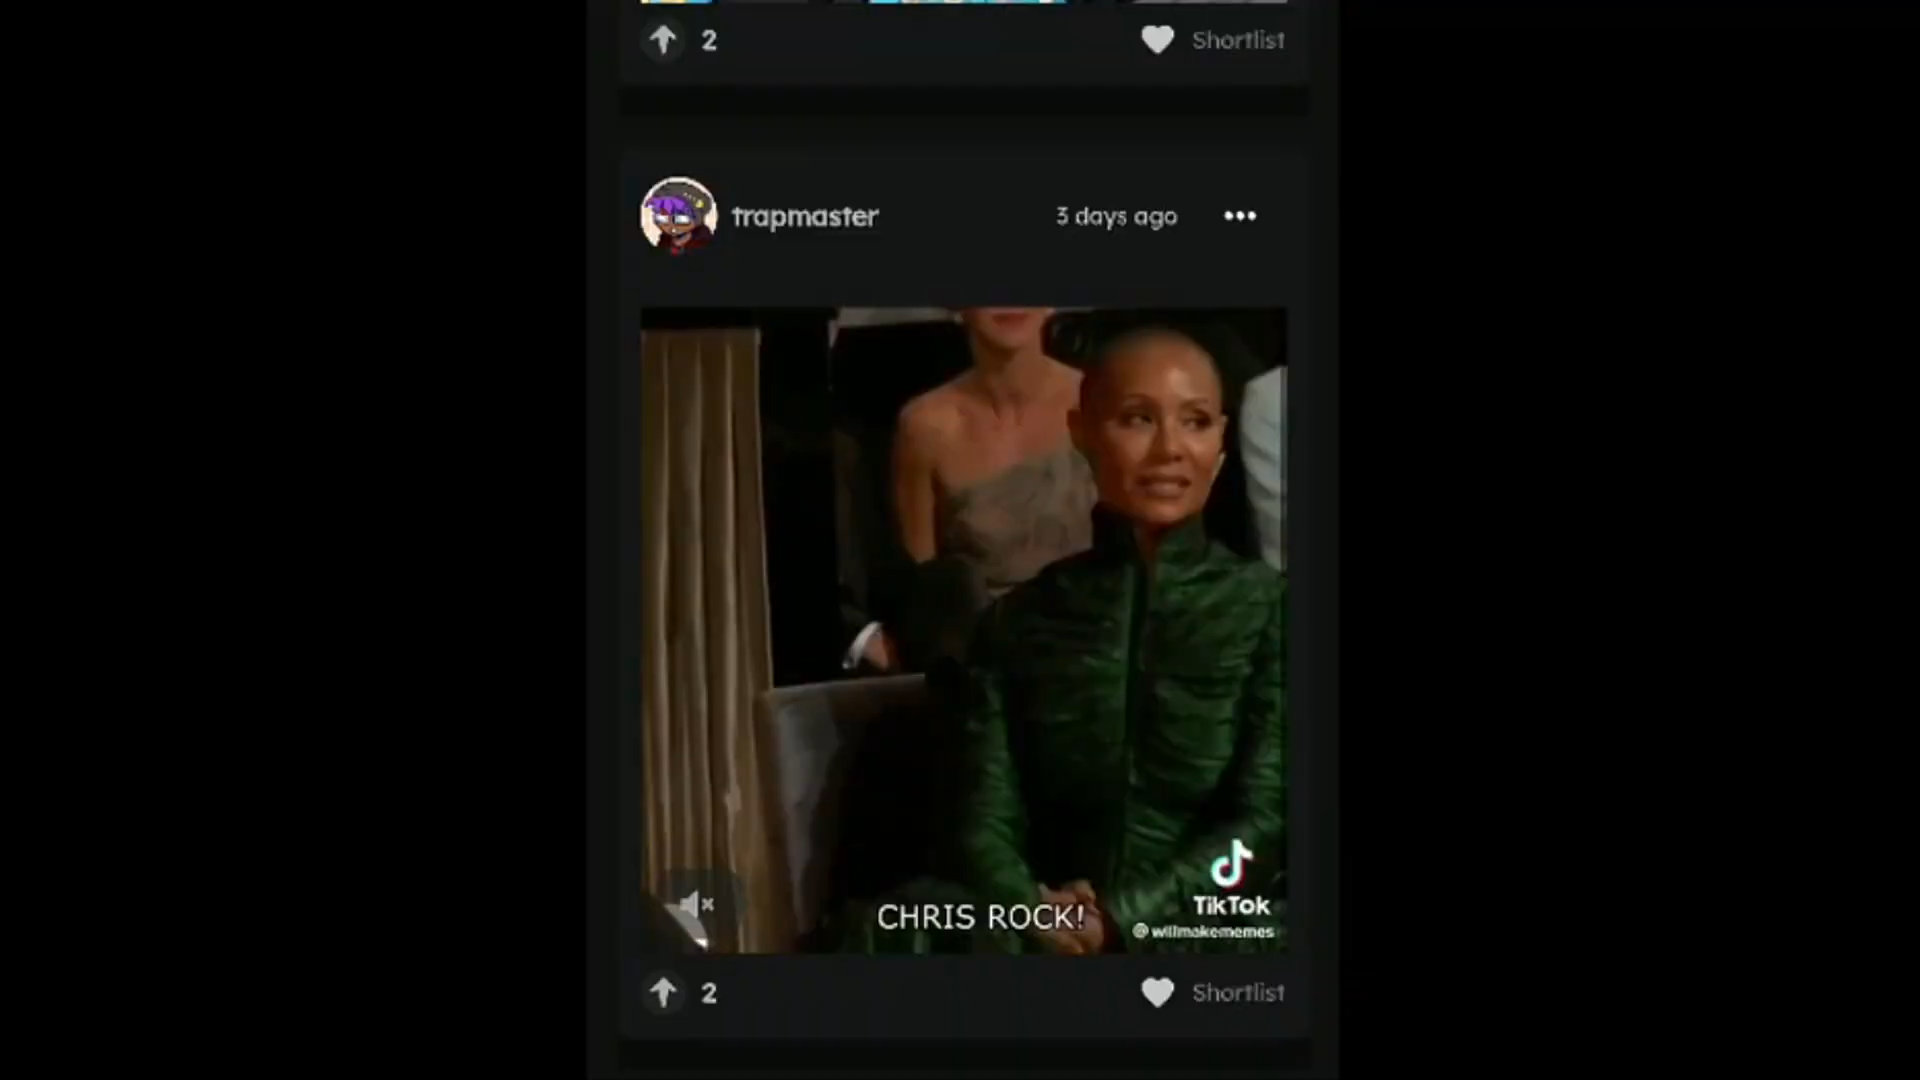 2
Shortlist
trapmaster
3 days ago
CHRIS ROCK!
TikTok
@willmakememes
2
Shortlist